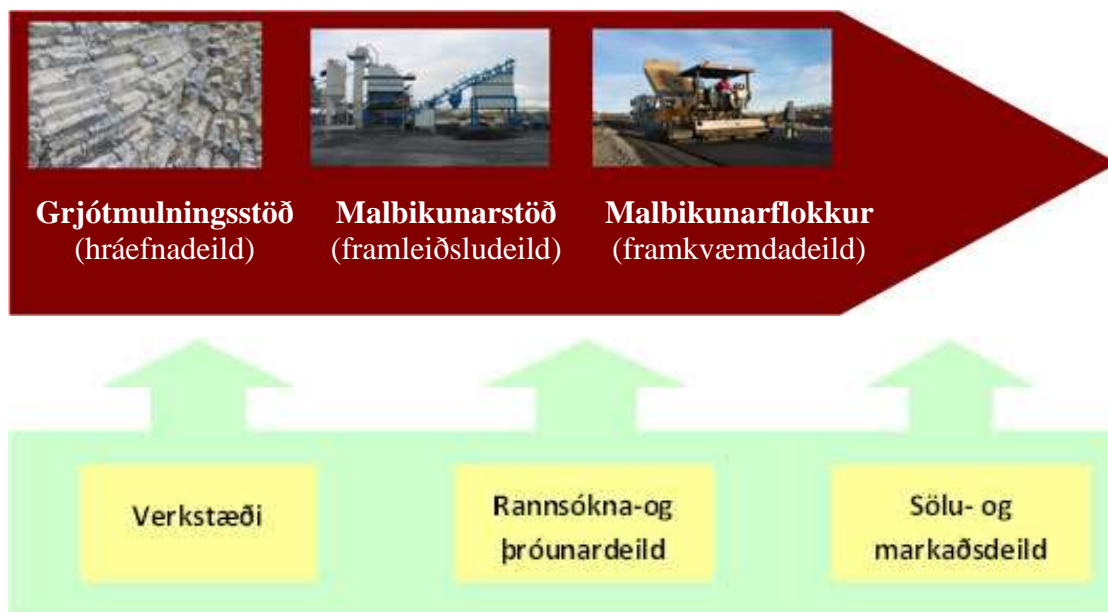 Grjótmulningsstöð
(hráefnadeild)
Malbikunarstöð
(framleiðsludeild)
Malbikunarflokkur
(framkvæmdadeild)
Verkstæði
Rannsókna-og
þróunardeild
Sölu- og
markaðsdeild